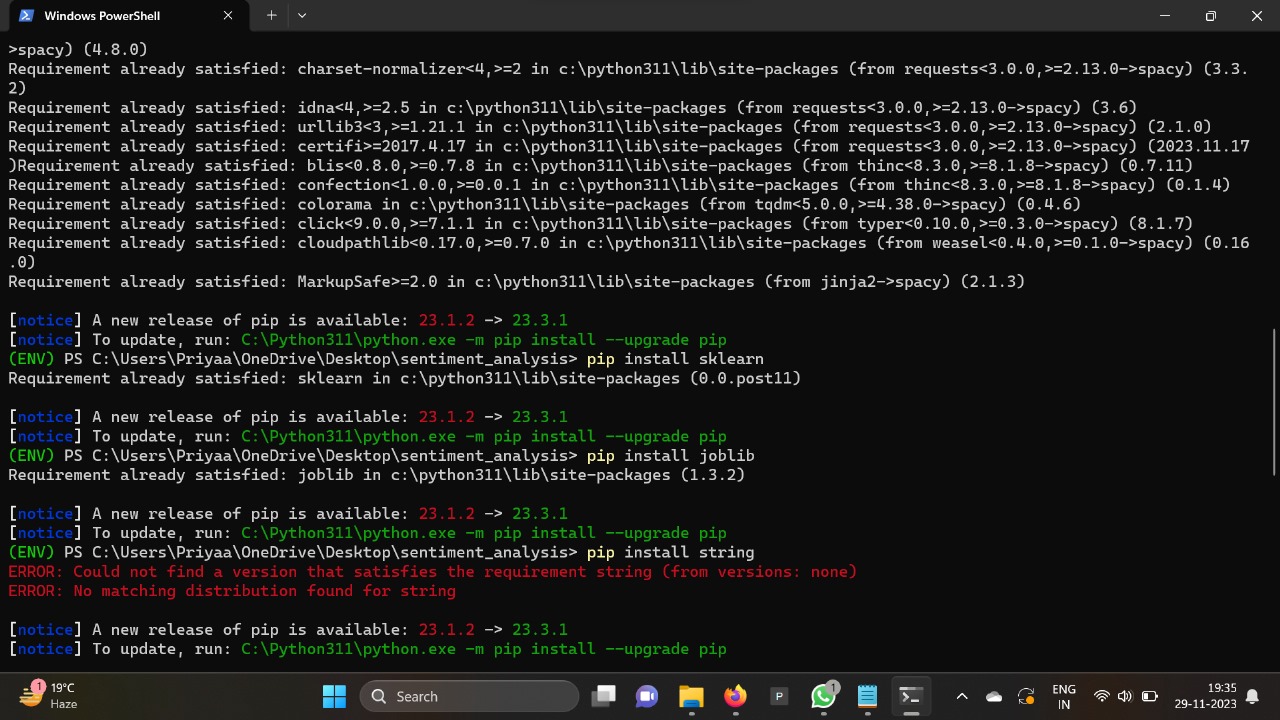 Windows PowerShell
>spacy) (4.8.0)
Requirement already satisfied: charset-normalizer<4,>=2 in c:\python311\lib\site-packages (from requests<3.0.0,>=2.13.0->spacy) (3.3.
2)
Requirement already satisfied: idna<4,>=2.5 in c:\python311\lib\site-packages (from requests<3.0.0,>=2.13.0->spacy) (3.6)
Requirement already satisfied: urllib3<3,>=1.21.1 in c:\python311\lib\site-packages (from requests<3.0.0,>=2.13.0->spacy) (2.1.0)
Requirement already satisfied: certifi>=2017.4.17 in c:\python311\lib\site-packages (from requests<3.0.0,>=2.13.0->spacy) (2023.11.17
)Requirement already satisfied: blis<0.8.0,>=0.7.8 in c:\python311\lib\site-packages (from thinc<8.3.0,>=8.1.8->spacy) (0.7.11)
Requirement already satisfied: confection<1.0.0,>=0.0.1 in c:\python311\lib\site-packages (from thinc<8.3.0,>=8.1.8->spacy) (0.1.4)
Requirement already satisfied: colorama in c:\python311\lib\site-packages (from tqdm<5.0.0,>=4.38.0->spacy) (0.4.6)
Requirement already satisfied: click<9.0.0,>=7.1.1 in c:\python311\lib\site-packages (from typer<0.10.0,>=0.3.0->spacy) (8.1.7)
Requirement already satisfied: cloudpathlib<0.17.0,>=0.7.0 in c:\python311\lib\site-packages (from weasel<0.4.0,>=0.1.0->spacy) (0.16
.0)
Requirement already satisfied: MarkupSafe>=2.0 in c:\python311\lib\site-packages (from jinja2->spacy) (2.1.3)
[notice] A new release of pip is available: 23.1.2 -> 23.3.1
[notice] To update, run: C:\Python311\python.exe -m pip install --upgrade pip
(ENV) PS C:\Users\Priyaa\OneDrive\Desktop\sentiment_analysis> pip install sklearn
Requirement already satisfied: sklearn in c:\python311\lib\site-packages (0.0.post11)
[notice] A new release of pip is available: 23.1.2 -> 23.3.1
[notice] To update, run: C:\Python311\python.exe -m pip install --upgrade pip
(ENV) PS C:\Users\Priyaa\OneDrive\Desktop\sentiment_analysis> pip install joblib
Requirement already satisfied: joblib in c:\python311\lib\site-packages (1.3.2)
[notice] A new release of pip is available: 23.1.2 -> 23.3.1
[notice] To update, run: C:\Python311\python.exe -m pip install --upgrade pip
(ENV) PS C:\Users\Priyaa\OneDrive\Desktop\sentiment_analysis> pip install string
ERROR: Could not find a version that satisfies the requirement string (from versions: none)
ERROR: No matching distribution found for string
[notice] A new release of pip is available: 23.1.2 -> 23.3.1
[notice] To update, run: C:\Python311\python.exe -m pip install --upgrade pip
1
19°C
Haze
Search
P
1
ENG
IN
19:35
29-11-2023